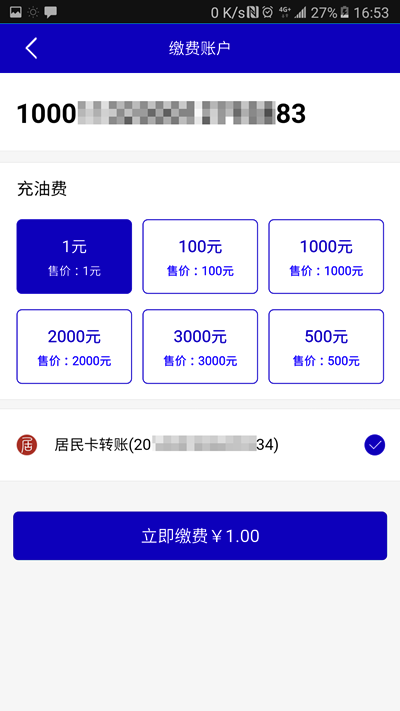 0 K/s 4G+ 27% 16:53
缴费账户
1000 83
充油费
1元 100元 1000元
售价：1元 售价：100元 售价：1000元
2000元 3000元 500元
售价：2000元 售价：3000元 售价：500元
居 居民卡转账(20 34)
立即缴费￥1.00